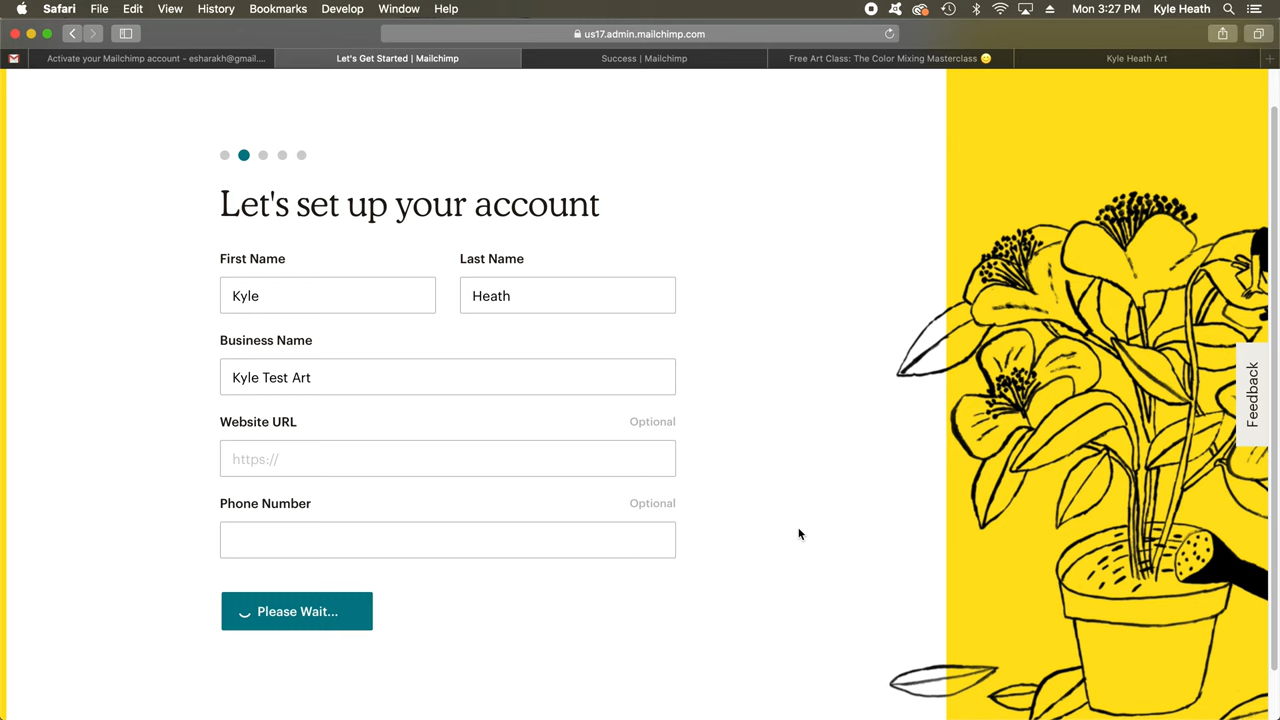 Safari File Edit View History Bookmarks Develop Window Help Mon 3:27 PM Kyle Heath
us17.admin.mailchimp.com
Activate your Mailchimp account - esharakh@gmail.... Let's Get Started | Mailchimp Success | Mailchimp Free Art Class: The Color Mixing Masterclass 😊 Kyle Heath Art
Let's set up your account
First Name Last Name
Kyle Heath
Business Name
Kyle Test Art
Website URL Optional
https://
Phone Number Optional
Please Wait...
Feedback